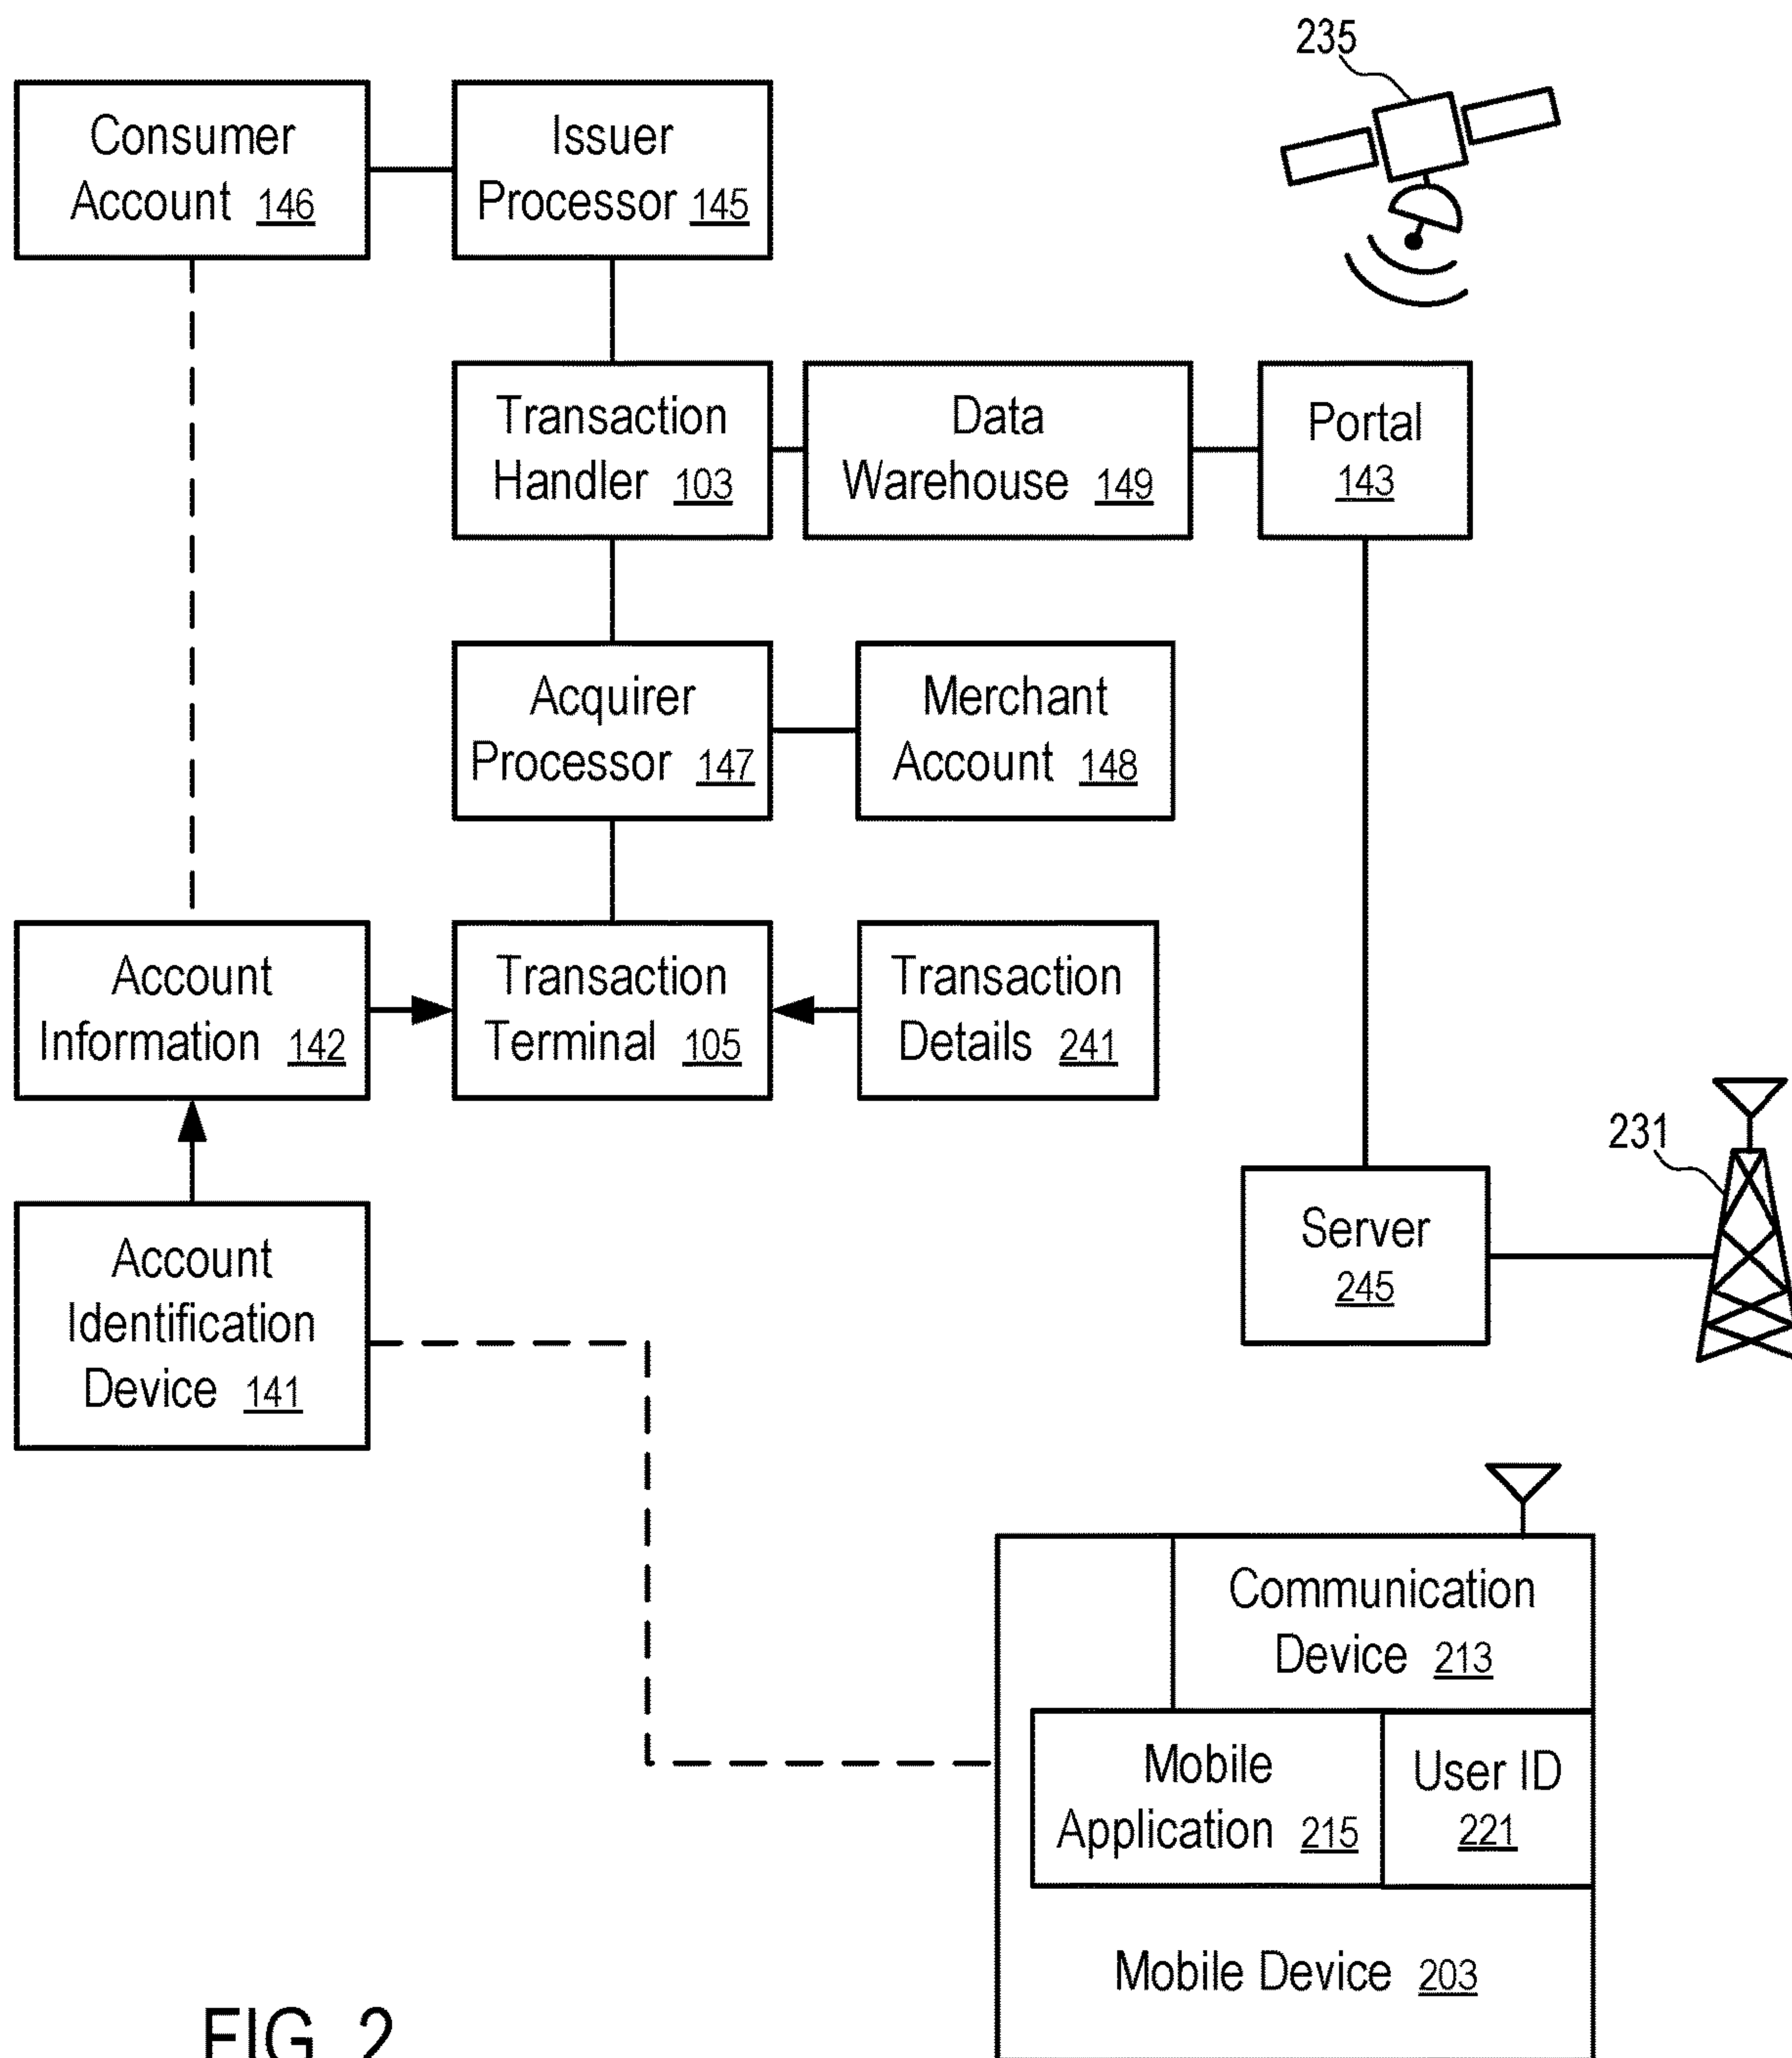 235
Consumer
Account 146
Issuer
Processor 145
Transaction
Handler 103
Data
Warehouse 149
Portal
143
Acquirer
Processor 147
Merchant
Account 148
Account
Information 142
Transaction
Terminal 105
Transaction
Details 241
231
Server
245
Account
Identification
Device 141
Communication
Device 213
Mobile
Application 215
User ID
221
Mobile Device 203
FIG. 2